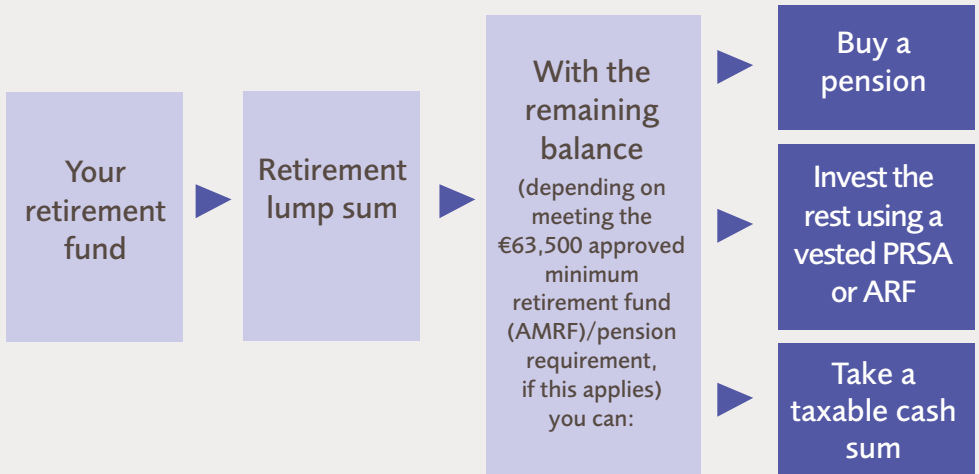 Your
retirement
fund
Retirement
lump sum
With the
remaining
balance
(depending on
meeting the
€63,500 approved
minimum
retirement fund
(AMRF)/pension
requirement,
if this applies)
you can:
Buy a
pension
Invest the
rest using a
vested PRSA
or ARF
Take a
taxable cash
sum